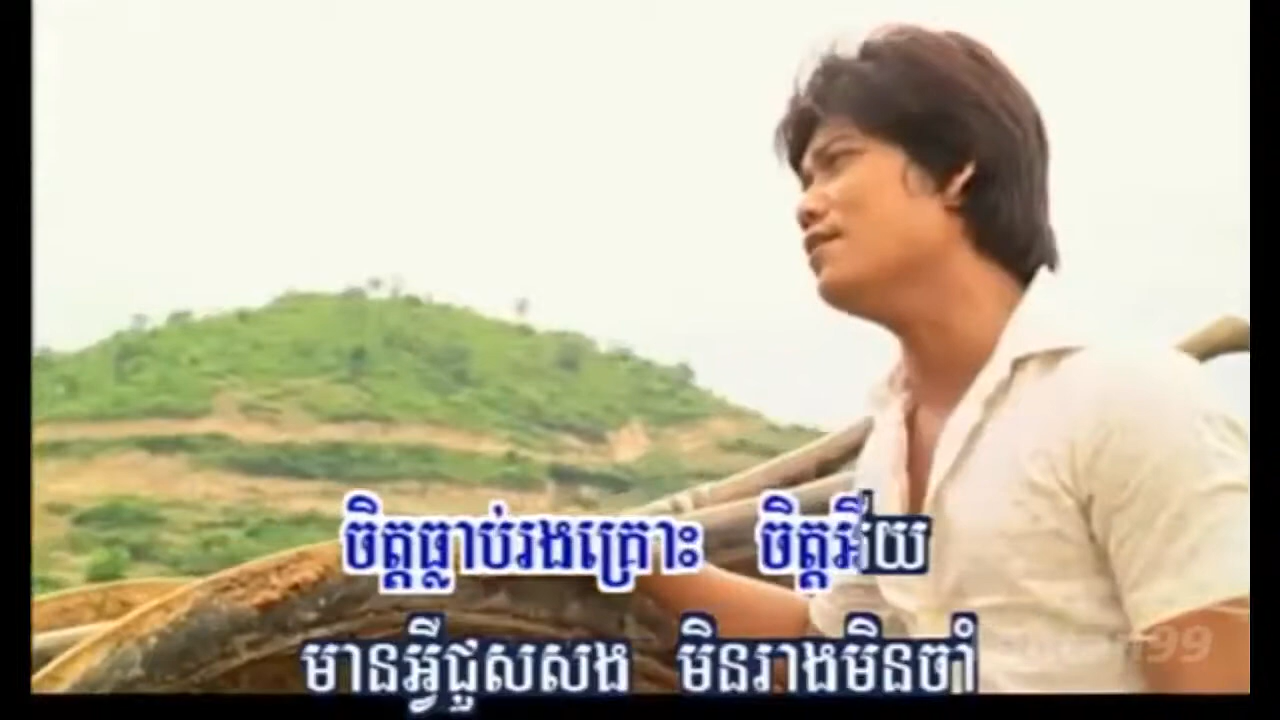 ចិត្តធ្លាប់រងគ្រោះ ចិត្តអើយ
មានអ្វីជួសសង មិនរាងមិនចាំ